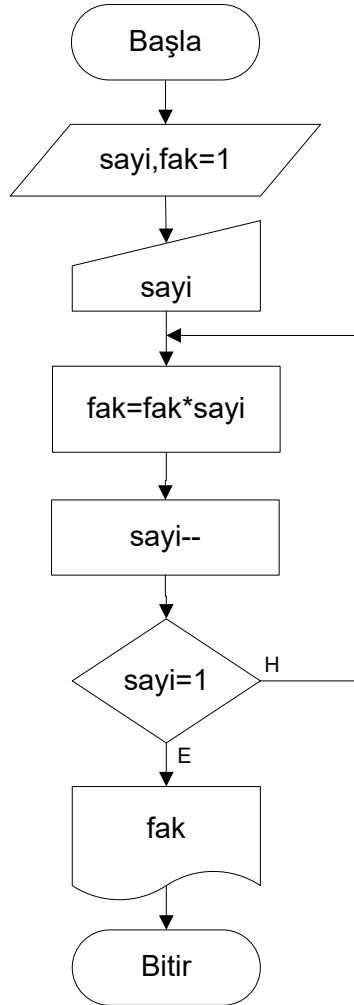 Başla
sayi,fak=1
sayi
fak=fak*sayi
sayi--
sayi=1
H
E
fak
Bitir